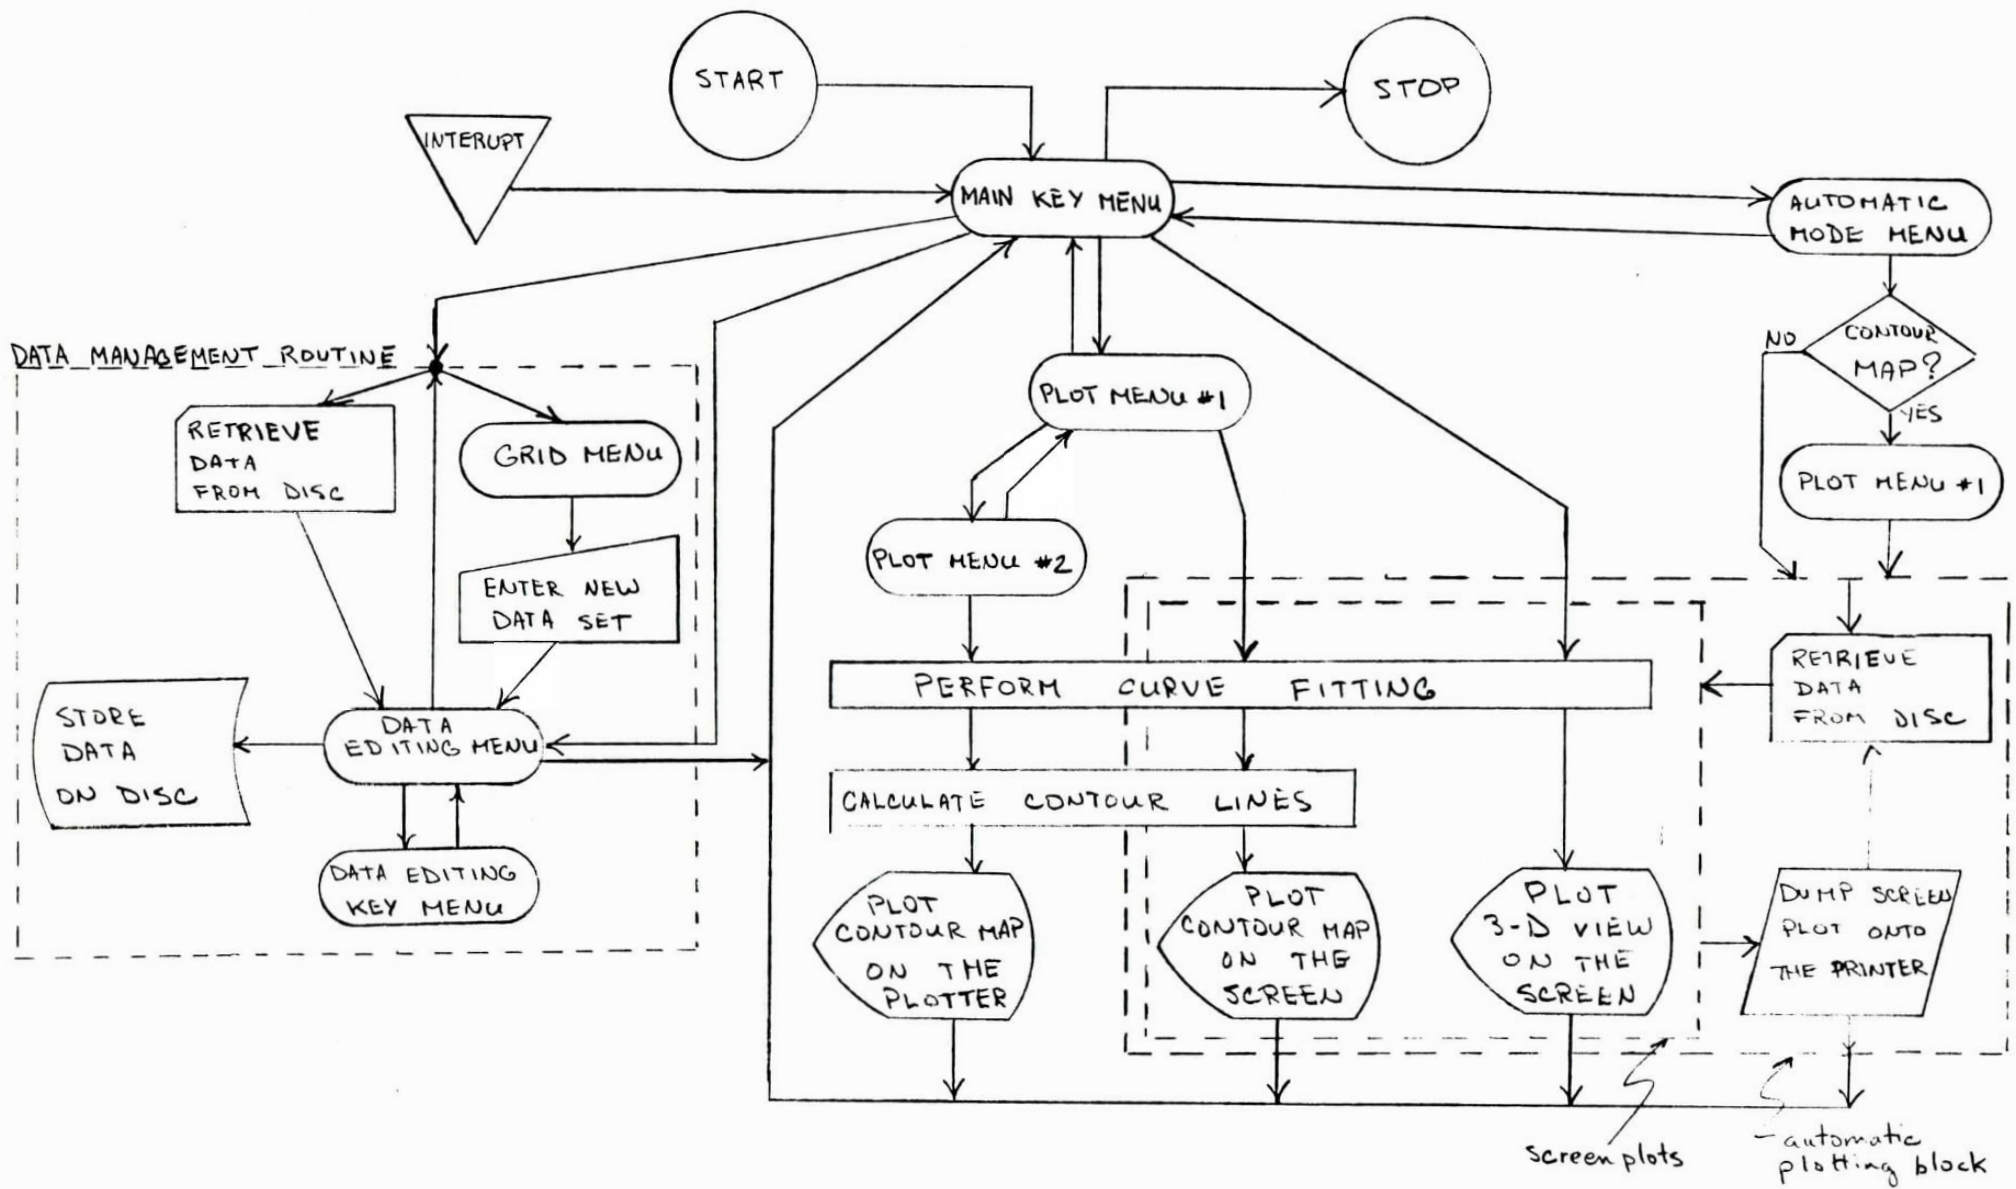 START
STOP
INTERUPT
MAIN KEY MENU
AUTOMATIC
MODE MENU
DATA MANAGEMENT ROUTINE
NO
CONTOUR
MAP?
YES
RETRIEVE
DATA
FROM DISC
GRID MENU
PLOT MENU #1
PLOT MENU #1
ENTER NEW
DATA SET
PLOT MENU #2
STORE
DATA
ON DISC
DATA
EDITING MENU
PERFORM CURVE FITTING
RETRIEVE
DATA
FROM DISC
CALCULATE CONTOUR LINES
DATA EDITING
KEY MENU
PLOT
CONTOUR MAP
ON THE
PLOTTER
PLOT
CONTOUR MAP
ON THE
SCREEN
PLOT
3-D VIEW
ON THE
SCREEN
DUMP SCREEN
PLOT ONTO
THE PRINTER
screen plots
automatic
plotting block